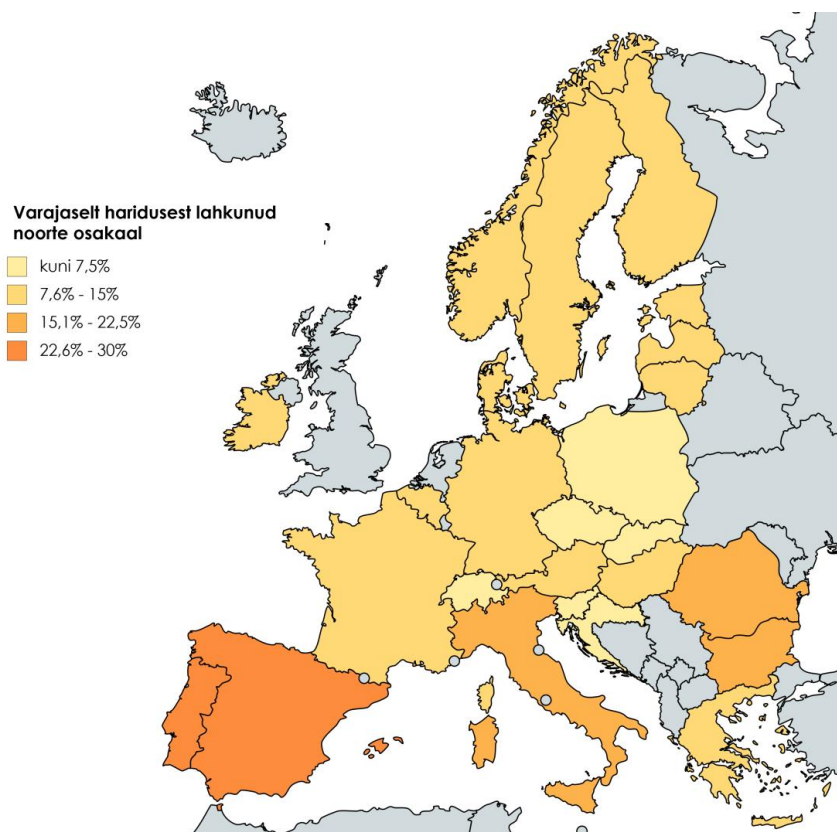 Varajaselt haridusest lahkunud
noorte osakaal
kuni 7,5%
7,6% - 15%
15,1% - 22,5%
22,6% - 30%